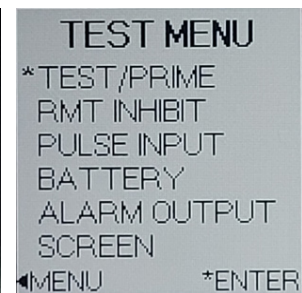 TEST MENU
*TEST/PRIME
RMT INHIBIT
PULSE INPUT
BATTERY
ALARM OUTPUT
SCREEN
◀MENU *ENTER